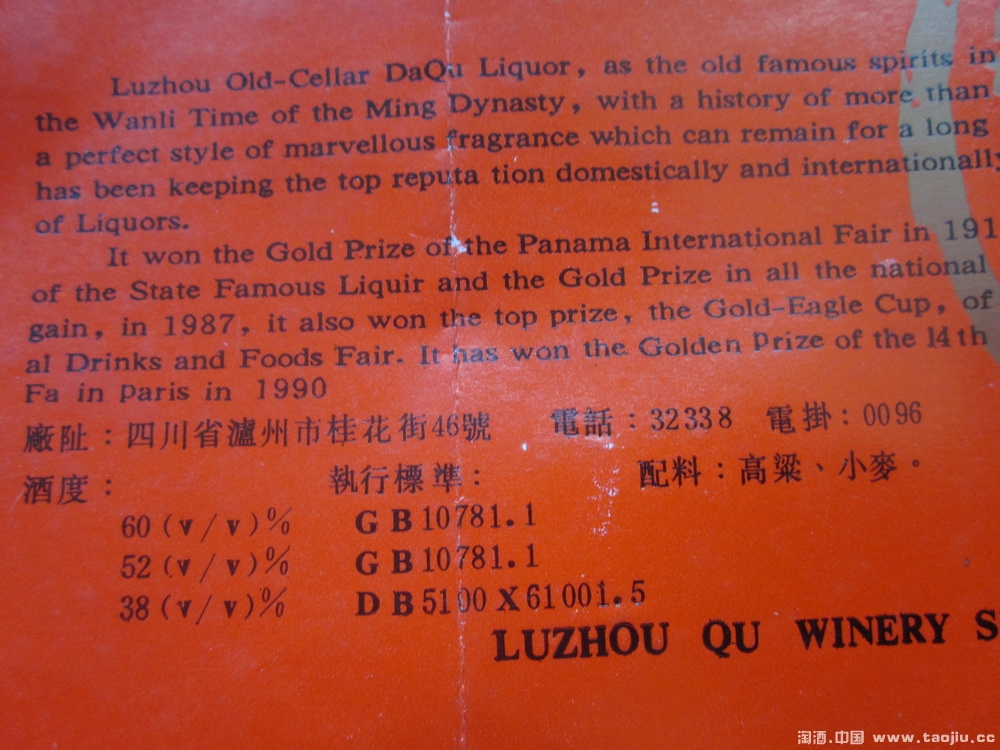 Luzhou Old-Cellar DaQu Liquor, as the old famous spirits in
the Wanli Time of the Ming Dynasty, with a history of more than
a perfect style of marvellous fragrance which can remain for a long
has been keeping the top reputa tion domestically and internationally
of Liquors.
It won the Gold Prize of the Panama International Fair in 191
of the State Famous Liquir and the Gold Prize in all the national
gain, in 1987, it also won the top prize, the Gold-Eagle Cup, of
al Drinks and Foods Fair. It has won the Golden Prize of the 14th
Fa in paris in 1990
廠阯：四川省瀘州市桂花街46號 電話：32338 電掛：0096
酒度： 執行標準： 配料：高粱、小麥。
60(v/v)% GB10781.1
52(v/v)% GB10781.1
38(v/v)% DB5100X61001.5
LUZHOU QU WINERY S
淘酒.中国 www.taojiu.cc